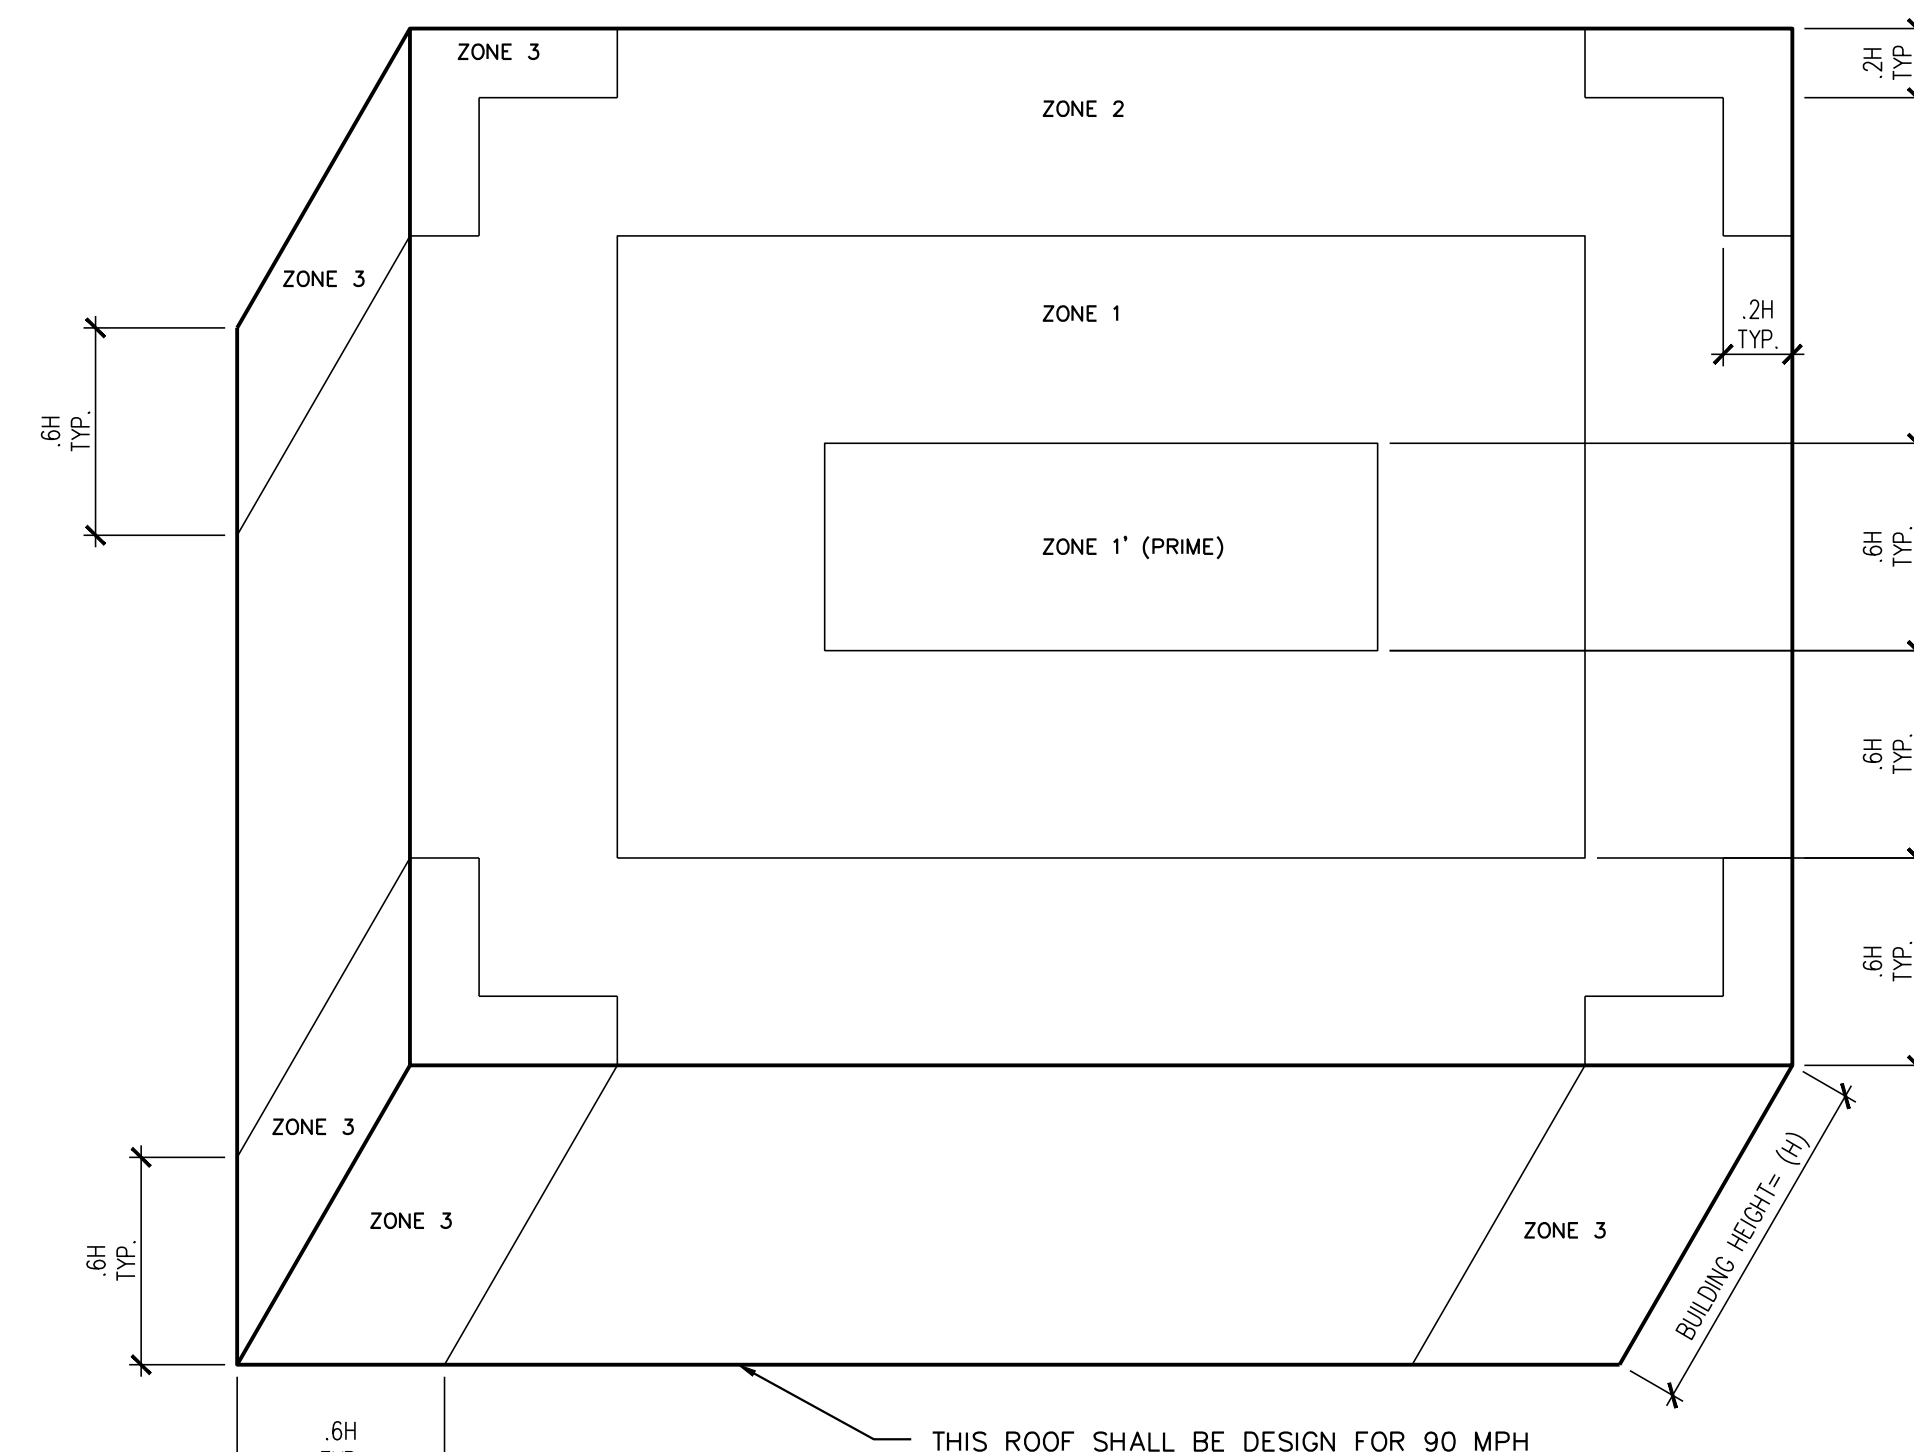 ZONE 3
.2H
TYP
ZONE 2
ZONE 3
ZONE 1
.2H
TYP.
.6H
TYP.
ZONE 1' (PRIME)
.6H
TYP.
.6H
TYP.
.6H
TYP.
ZONE 3
ZONE 3
ZONE 3
BUILDING HEIGHT= (H)
.6H
TYP.
.6H
THIS ROOF SHALL BE DESIGN FOR 90 MPH